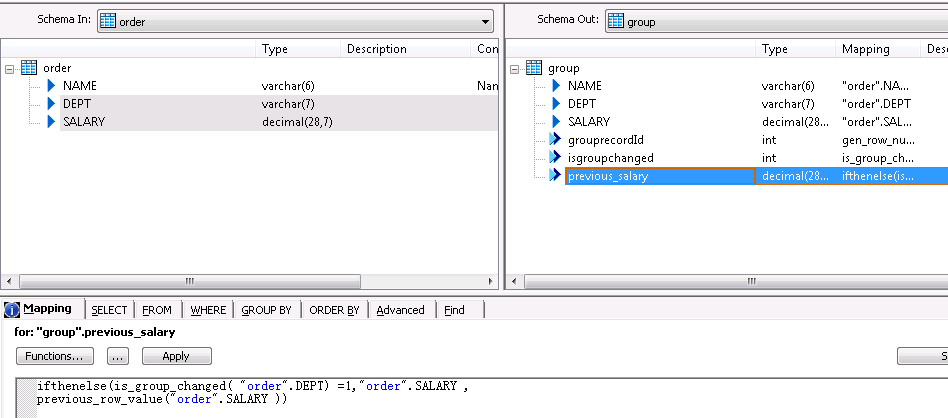 Schema In: order
Schema Out: group
Type Description Con
order
NAME varchar(6) Nan
DEPT varchar(7)
SALARY decimal(28,7)
Type Mapping Des
group
NAME varchar(6) "order".NA...
DEPT varchar(7) "order".DEPT
SALARY decimal(28... "order".SAL...
grouprecordId int gen_row_nu...
isgroupchanged int is_group_ch...
previous_salary decimal(28... ifthenelse(is...
Mapping SELECT FROM WHERE GROUP BY ORDER BY Advanced Find
for: "group".previous_salary
Functions... ... Apply S
ifthenelse(is_group_changed( "order".DEPT) =1,"order".SALARY ,
previous_row_value("order".SALARY ))